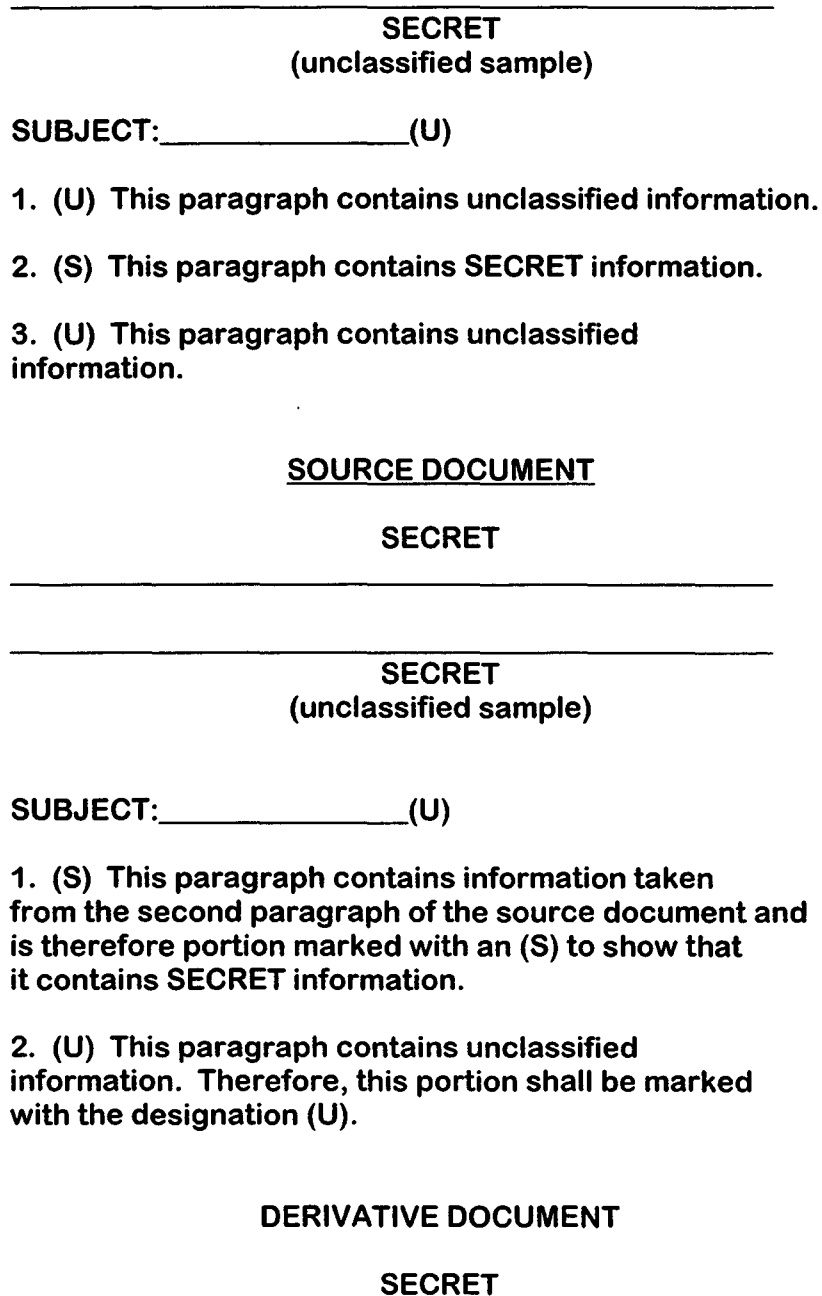 SECRET
(unclassified sample)
SUBJECT:________________(U)
1. (U) This paragraph contains unclassified information.
2. (S) This paragraph contains SECRET information.
3. (U) This paragraph contains unclassified
information.
SOURCE DOCUMENT
SECRET
SECRET
(unclassified sample)
SUBJECT:________________(U)
1. (S) This paragraph contains information taken
from the second paragraph of the source document and
is therefore portion marked with an (S) to show that
it contains SECRET information.
2. (U) This paragraph contains unclassified
information. Therefore, this portion shall be marked
with the designation (U).
DERIVATIVE DOCUMENT
SECRET